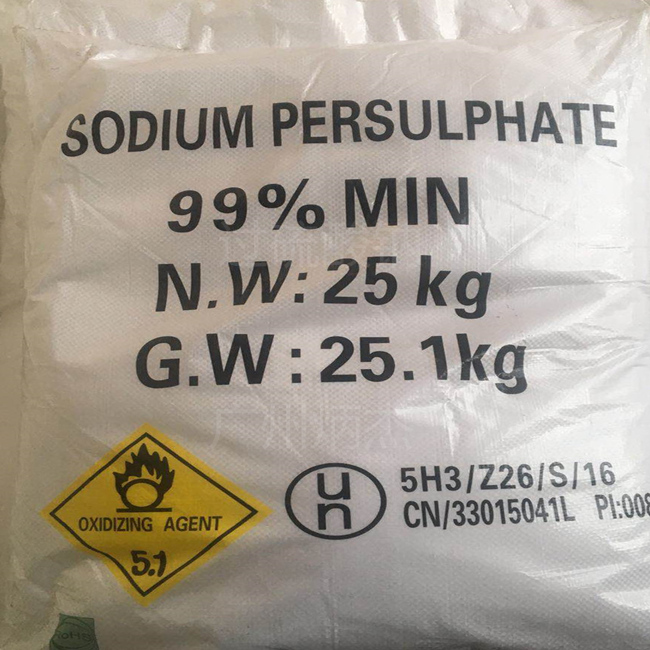 SODIUM PERSULPHATE
99% MIN
N.W: 25 kg
G.W: 25.1kg
OXIDIZING AGENT
5.1
un
5H3/Z26/S/16
CN/33015041L PI:008
RoHS